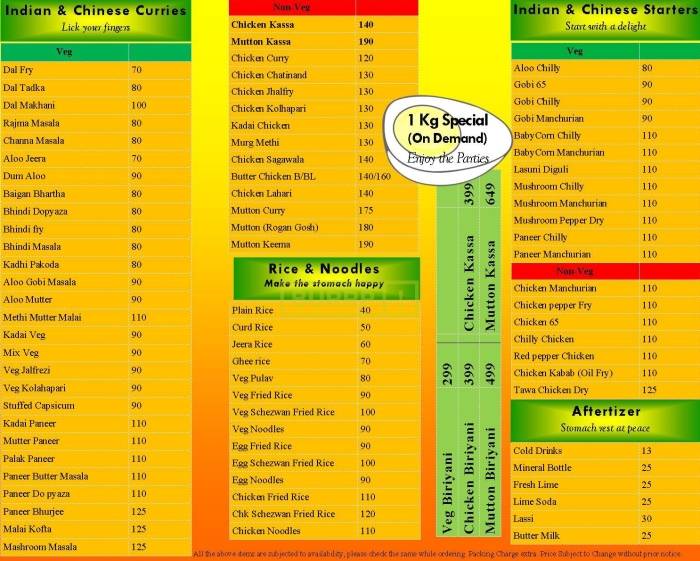 Indian & Chinese Curries
Lick your fingers
Veg
Dal Fry 70
Dal Tadka 80
Dal Makhani 100
Rajma Masala 80
Channa Masala 80
Aloo Jeera 70
Dum Aloo 90
Baigan Bhartha 80
Bhindi Dopyaza 80
Bhindi fry 80
Bhindi Masala 80
Kadhi Pakoda 80
Aloo Gobi Masala 90
Aloo Mutter 90
Methi Mutter Malai 110
Kadai Veg 90
Mix Veg 90
Veg Jalfrezi 90
Veg Kolahapari 90
Stuffed Capsicum 90
Kadai Paneer 110
Mutter Paneer 110
Palak Paneer 110
Paneer Butter Masala 110
Paneer Do pyaza 110
Paneer Bhurjee 125
Malai Kofta 125
Mashroom Masala 125
Non-Veg
Chicken Kassa 140
Mutton Kassa 190
Chicken Curry 120
Chicken Chatinand 130
Chicken Jhalfry 130
Chicken Kolhapari 130
Kadai Chicken 130
Murg Methi 130
Chicken Sagawala 140
Butter Chicken B/BL 140/160
Chicken Lahari 140
Mutton Curry 175
Mutton (Rogan Gosh) 180
Mutton Keema 190
Rice & Noodles
Make the stomach happy
Plain Rice 40
Curd Rice 50
Jeera Rice 60
Ghee rice 70
Veg Pulav 80
Veg Fried Rice 90
Veg Schezwan Fried Rice 100
Veg Noodles 90
Egg Fried Rice 90
Egg Schezwan Fried Rice 100
Egg Noodles 90
Chicken Fried Rice 110
Chk Schezwan Fried Rice 120
Chicken Noodles 110
1 Kg Special
(On Demand)
Enjoy the Parties
Chicken Kassa 399
Mutton Kassa 649
Veg Biriyani 299
Chicken Biriyani 399
Mutton Biriyani 499
Indian & Chinese Starters
Start with a delight
Veg
Aloo Chilly 80
Gobi 65 90
Gobi Chilly 90
Gobi Manchurian 90
BabyCorn Chilly 110
BabyCorn Manchurian 110
Lasuni Diguli 110
Mushroom Chilly 110
Mushroom Manchurian 110
Mushroom Pepper Dry 110
Paneer Chilly 110
Paneer Manchurian 110
Non-Veg
Chicken Manchurian 110
Chicken pepper Fry 110
Chicken 65 110
Chilly Chicken 110
Red pepper Chicken 110
Chicken Kabab (Oil Fry) 110
Tawa Chicken Dry 125
Aftertizer
Stomach rest at peace
Cold Drinks 13
Mineral Bottle 25
Fresh Lime 25
Lime Soda 25
Lassi 30
Butter Milk 25
All the above items are subjected to availability, please check the same while ordering. Packing Charge extra. Price Subject to Change without prior notice.